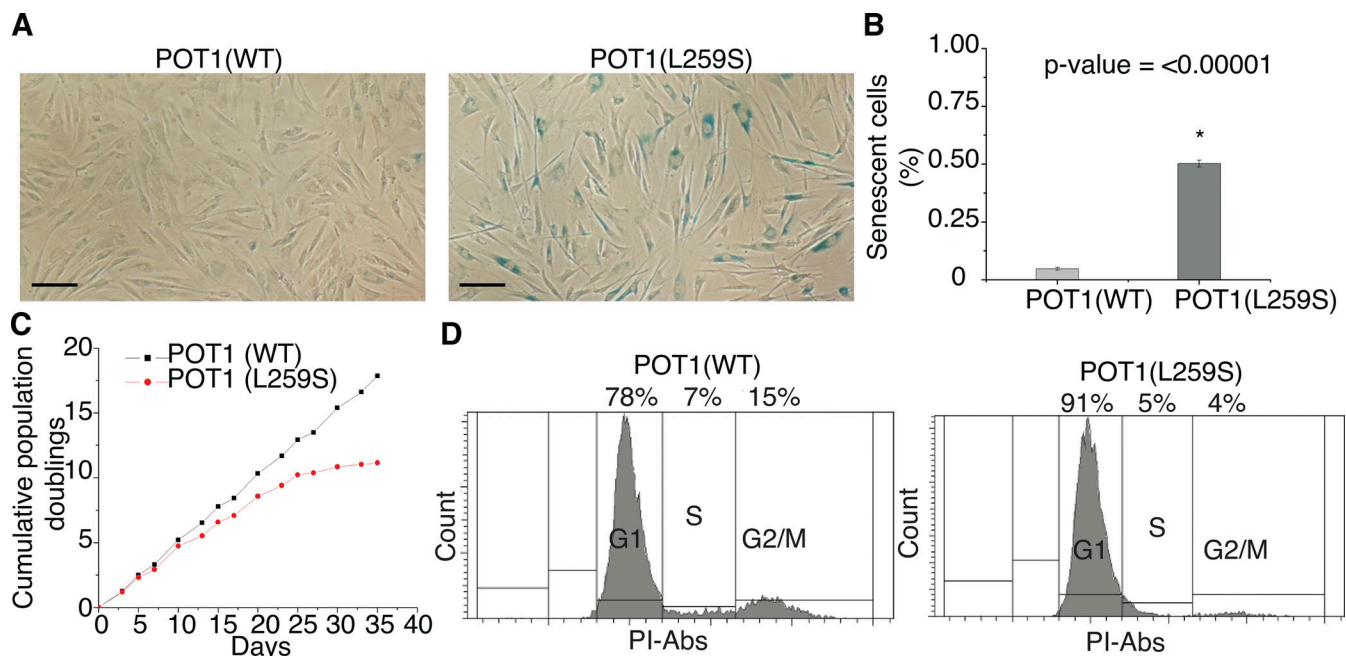 A
POT1(WT)
POT1(L259S)
B
1.00
0.75
0.50
0.25
0
Senescent cells
(%)
p-value = <0.00001
*
POT1(WT)
POT1(L259S)
C
20
15
10
5
0
Cumulative population
doublings
POT1 (WT)
POT1 (L259S)
0 5 10 15 20 25 30 35 40
Days
D
POT1(WT)
78% 7% 15%
Count
G1
S
G2/M
PI-Abs
POT1(L259S)
91% 5% 4%
Count
G1
S
G2/M
PI-Abs